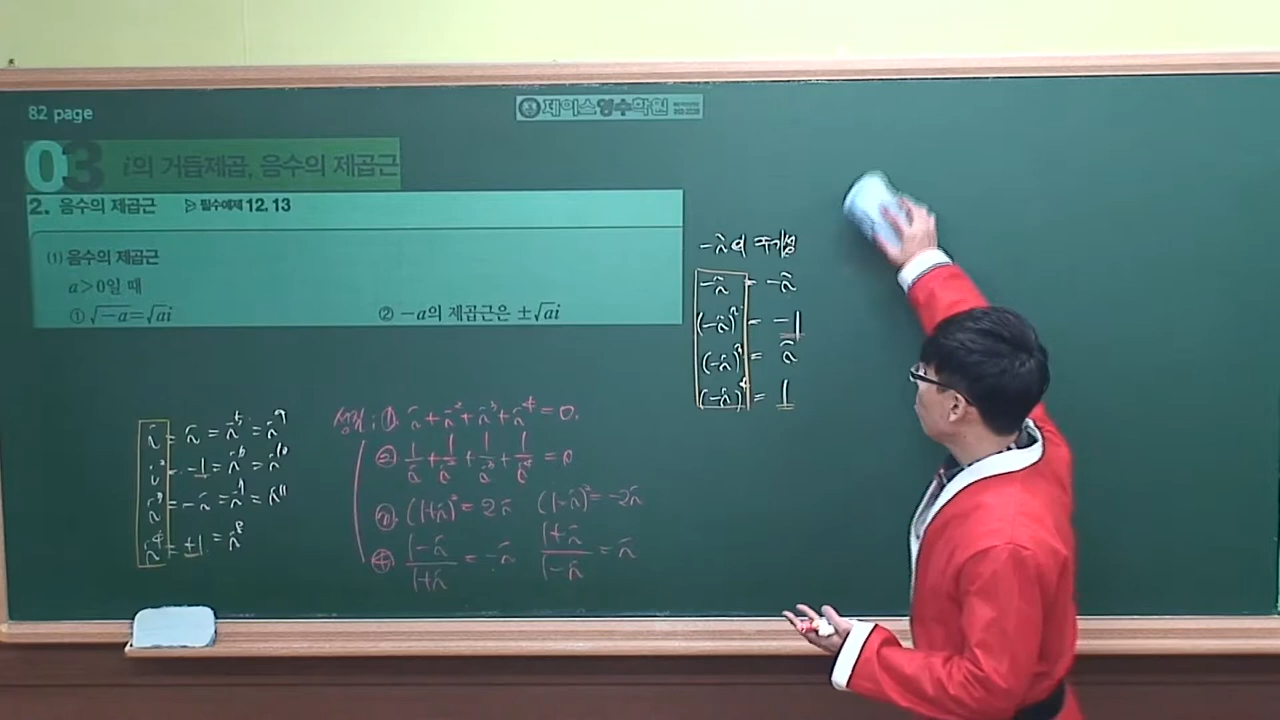 82 page
제이스영수학원
03 i의 거듭제곱, 음수의 제곱근
2. 음수의 제곱근 ▷ 필수예제 12, 13
(1) 음수의 제곱근
a>0일 때
① √-a=√ai ② -a의 제곱근은 ±√ai
-i의 주기성
-i = -i
(-i)² = -1
(-i)³ = i
(-i)⁴ = 1
i = i = i⁵ = i⁹
i² = -1 = i⁶ = i¹⁰
i³ = -i = i⁷ = i¹¹
i⁴ = +1 = i⁸
성질 ; ①. i + i² + i³ + i⁴ = 0.
② 1/i + 1/i² + 1/i³ + 1/i⁴ = 0
③. (1+i)² = 2i (1-i)² = -2i
④. (1-i)/(1+i) = -i (1+i)/(1-i) = i